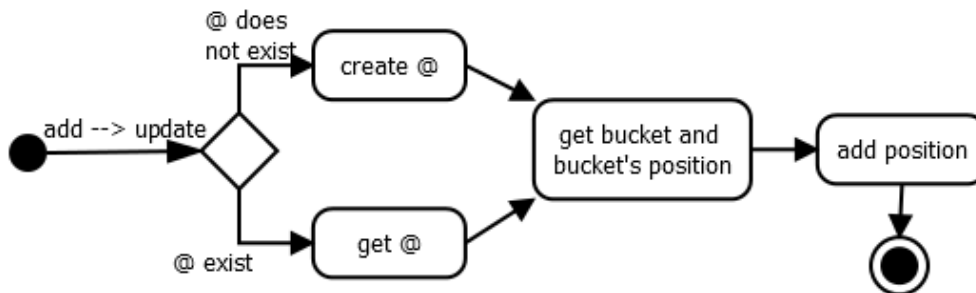 @ does
not exist
create @
add --> update
get bucket and
bucket's position
add position
@ exist
get @